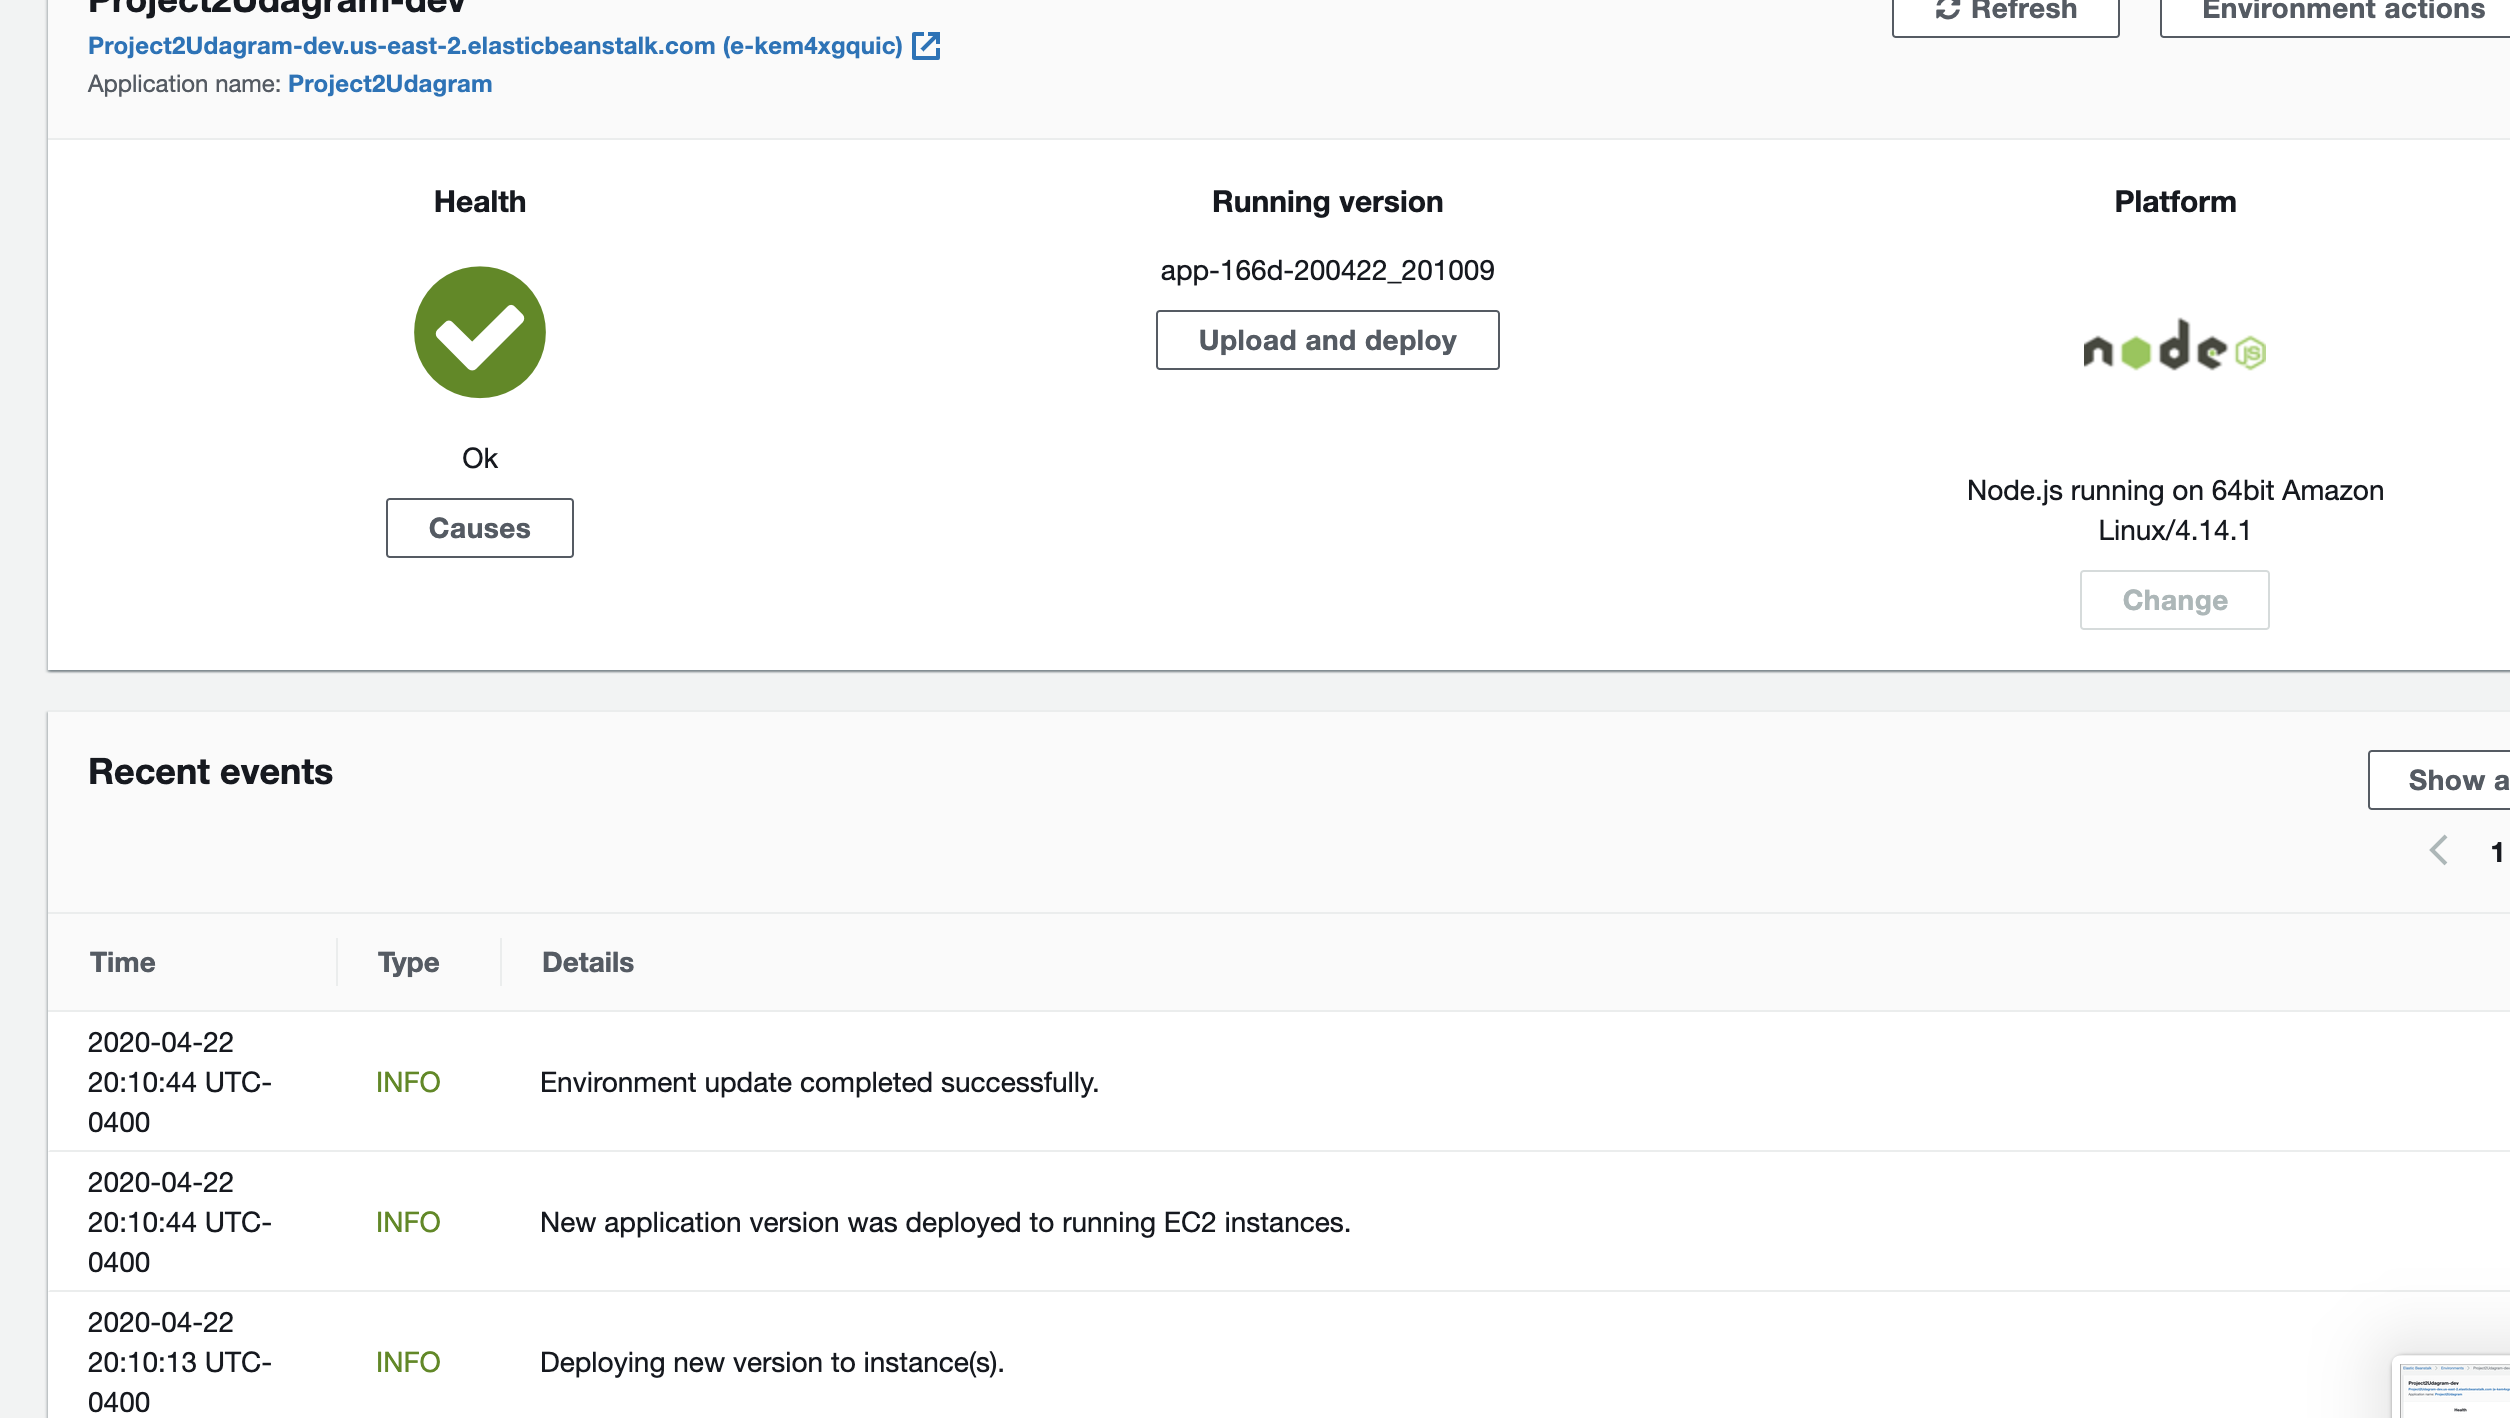 Project2Udagram-dev
Refresh
Environment actions
Project2Udagram-dev.us-east-2.elasticbeanstalk.com (e-kem4xgquic)
Application name: Project2Udagram
Health
Running version
Platform
app-166d-200422_201009
Upload and deploy
node JS
Ok
Causes
Node.js running on 64bit Amazon
Linux/4.14.1
Change
Recent events
Show a
1
Time
Type
Details
2020-04-22
20:10:44 UTC-
0400
INFO
Environment update completed successfully.
2020-04-22
20:10:44 UTC-
0400
INFO
New application version was deployed to running EC2 instances.
2020-04-22
20:10:13 UTC-
0400
INFO
Deploying new version to instance(s).
Project2Udagram-dev
Health